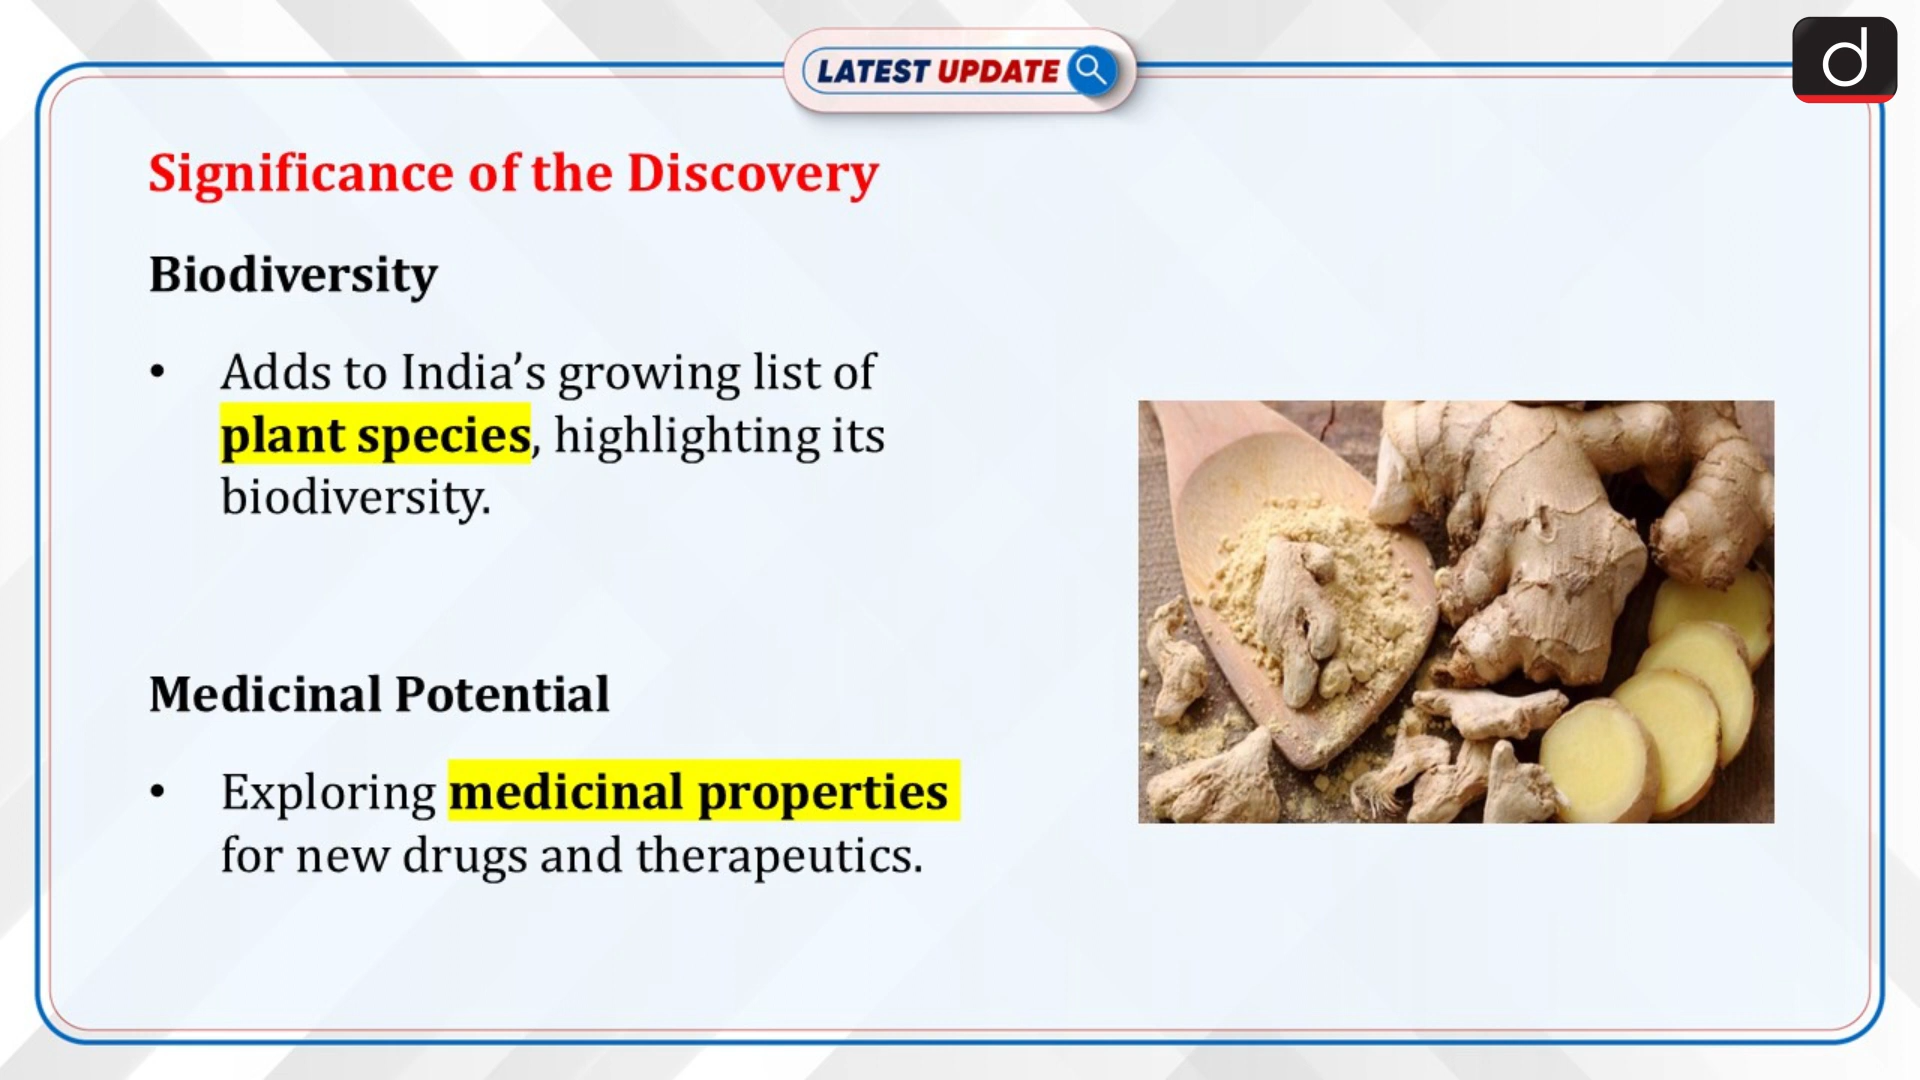 LATEST UPDATE
d
Significance of the Discovery
Biodiversity
• Adds to India’s growing list of
plant species, highlighting its
biodiversity.
Medicinal Potential
• Exploring medicinal properties
for new drugs and therapeutics.